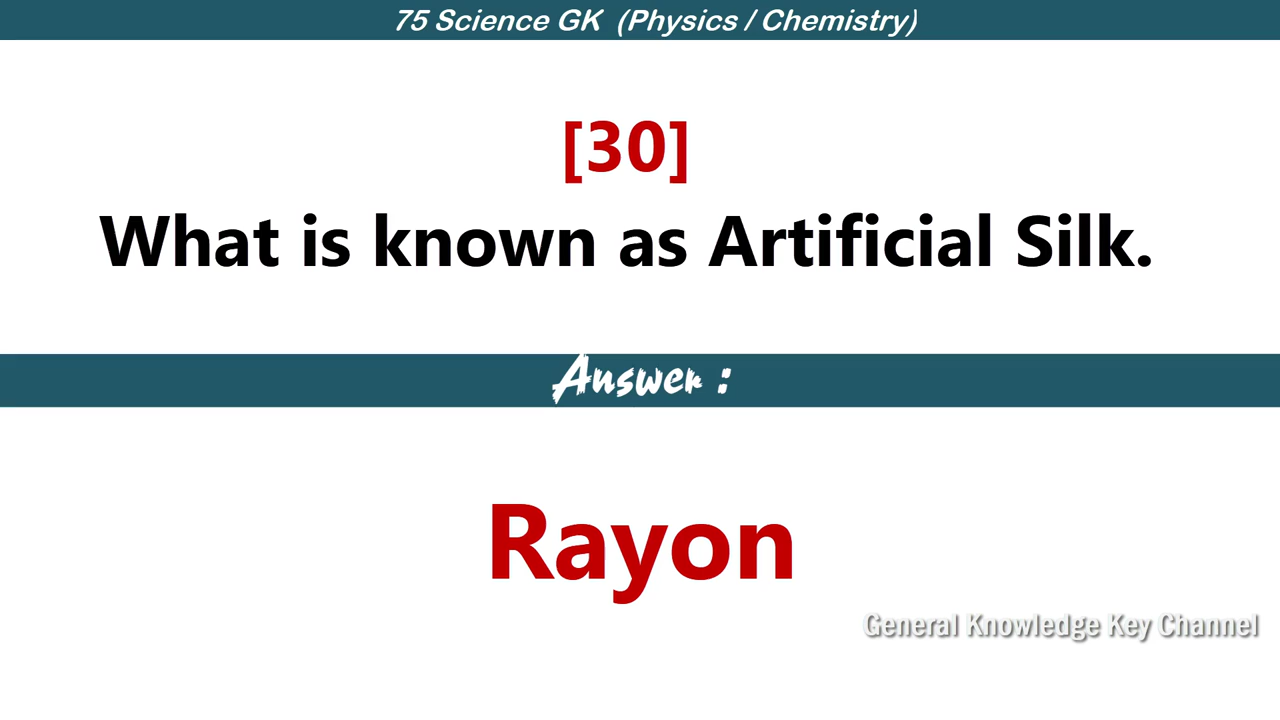 75 Science GK (Physics / Chemistry)
[30]
What is known as Artificial Silk.
Answer :
Rayon
General Knowledge Key Channel